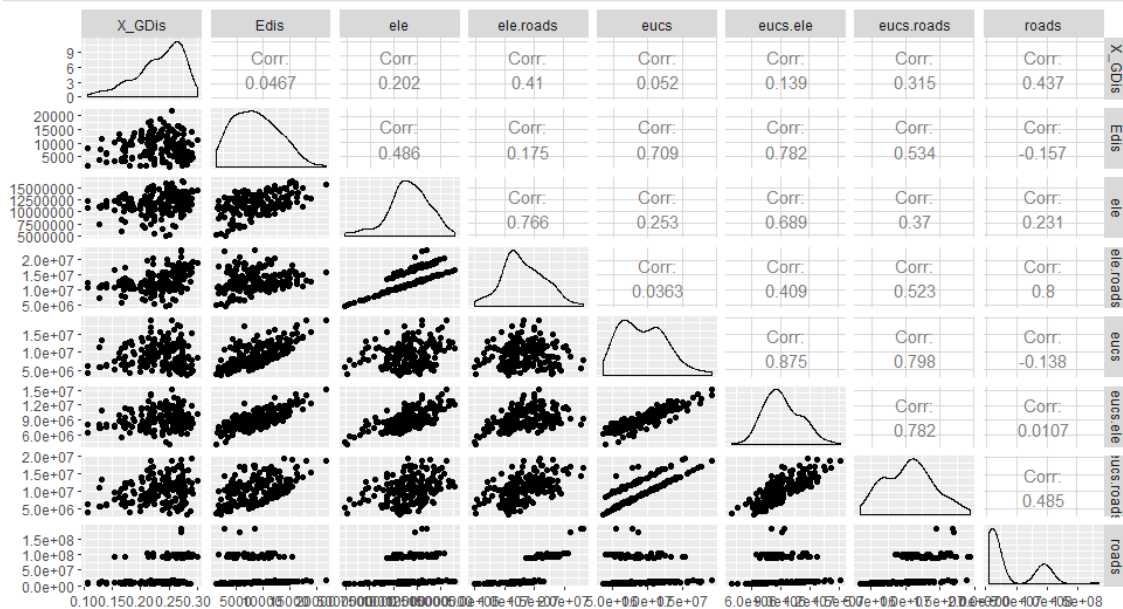 X_GDis Edis ele ele.roads eucs eucs.ele eucs.roads roads
9 6 3 0 Corr: 0.0467 Corr: 0.202 Corr: 0.41 Corr: 0.052 Corr: 0.139 Corr: 0.315 Corr: 0.437 X_GDis
20000 15000 10000 5000 Corr: 0.486 Corr: 0.175 Corr: 0.709 Corr: 0.782 Corr: 0.534 Corr: -0.157 Edis
15000000 12500000 10000000 7500000 5000000 Corr: 0.766 Corr: 0.253 Corr: 0.689 Corr: 0.37 Corr: 0.231 ele
2.0e+07 1.5e+07 1.0e+07 5.0e+06 Corr: 0.0363 Corr: 0.409 Corr: 0.523 Corr: 0.8 ele.roads
1.5e+07 1.0e+07 5.0e+06 Corr: 0.875 Corr: 0.798 Corr: -0.138 eucs
1.5e+07 1.2e+07 9.0e+06 6.0e+06 Corr: 0.782 Corr: 0.0107 eucs.ele
2.0e+07 1.5e+07 1.0e+07 5.0e+06 Corr: 0.485 eucs.roads
1.5e+08 1.0e+08 5.0e+07 0.0e+00 roads
0.100.150.200.250.30